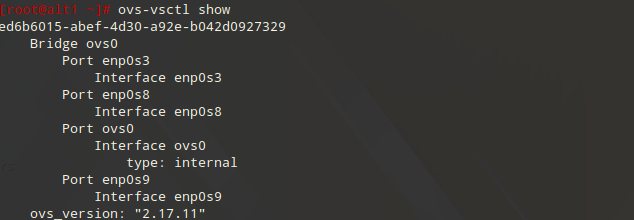 [root@alt1 ~]# ovs-vsctl show
ed6b6015-abef-4d30-a92e-b042d0927329
    Bridge ovs0
        Port enp0s3
            Interface enp0s3
        Port enp0s8
            Interface enp0s8
        Port ovs0
            Interface ovs0
                type: internal
        Port enp0s9
            Interface enp0s9
    ovs_version: "2.17.11"